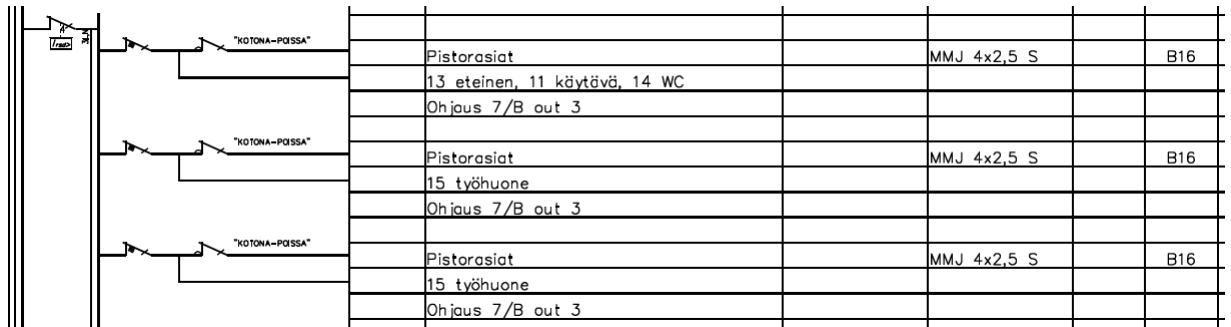 "KOTONA-POISSA"
Pistorasiat MMJ 4x2,5 S B16
13 eteinen, 11 käytävä, 14 WC
Ohjaus 7/B out 3
"KOTONA-POISSA"
Pistorasiat MMJ 4x2,5 S B16
15 työhuone
Ohjaus 7/B out 3
"KOTONA-POISSA"
Pistorasiat MMJ 4x2,5 S B16
15 työhuone
Ohjaus 7/B out 3